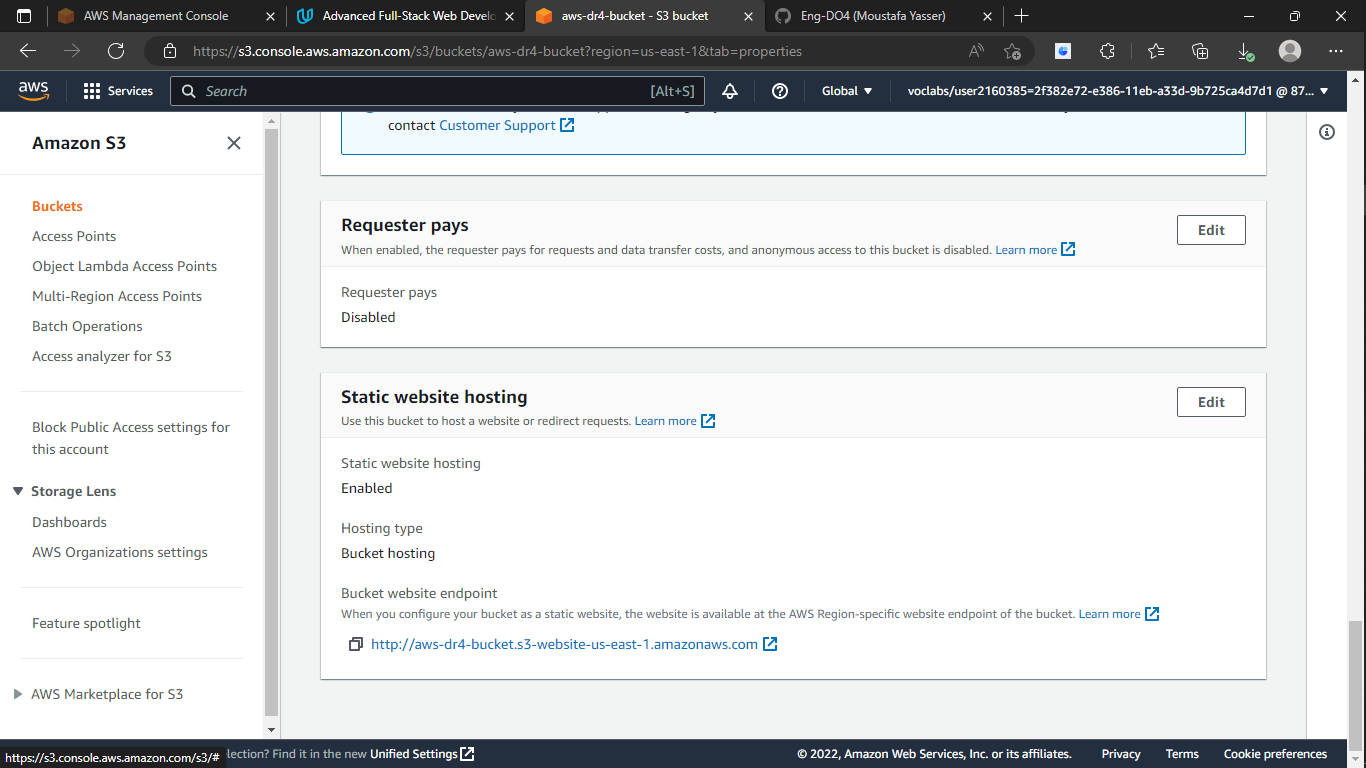 AWS Management Console
Advanced Full-Stack Web Develo
aws-dr4-bucket - S3 bucket
Eng-DO4 (Moustafa Yasser)
https://s3.console.aws.amazon.com/s3/buckets/aws-dr4-bucket?region=us-east-1&tab=properties
aws
Services
Search
[Alt+S]
Global
voclabs/user2160385=2f382e72-e386-11eb-a33d-9b725ca4d7d1 @ 87...
Amazon S3
Buckets
Access Points
Object Lambda Access Points
Multi-Region Access Points
Batch Operations
Access analyzer for S3
Block Public Access settings for
this account
Storage Lens
Dashboards
AWS Organizations settings
Feature spotlight
AWS Marketplace for S3
contact Customer Support
Requester pays
Edit
When enabled, the requester pays for requests and data transfer costs, and anonymous access to this bucket is disabled. Learn more
Requester pays
Disabled
Static website hosting
Edit
Use this bucket to host a website or redirect requests. Learn more
Static website hosting
Enabled
Hosting type
Bucket hosting
Bucket website endpoint
When you configure your bucket as a static website, the website is available at the AWS Region-specific website endpoint of the bucket. Learn more
http://aws-dr4-bucket.s3-website-us-east-1.amazonaws.com
https://s3.console.aws.amazon.com/s3/#
lection? Find it in the new Unified Settings
© 2022, Amazon Web Services, Inc. or its affiliates.
Privacy
Terms
Cookie preferences